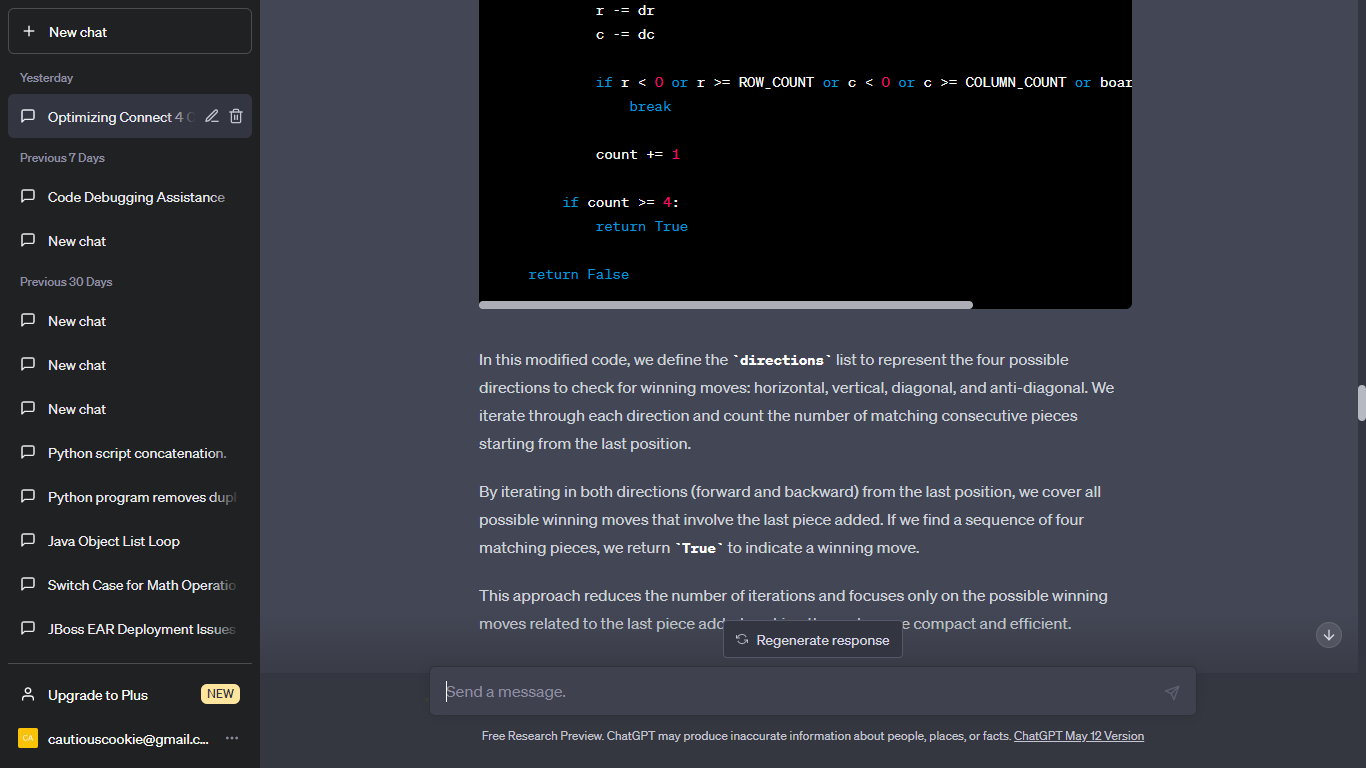 New chat
Yesterday
Optimizing Connect 4
Previous 7 Days
Code Debugging Assistance
New chat
Previous 30 Days
New chat
New chat
New chat
Python script concatenation.
Python program removes dupl
Java Object List Loop
Switch Case for Math Operatio
JBoss EAR Deployment Issues
Upgrade to Plus NEW
CA cautiouscookie@gmail.c...
r -= dr
c -= dc
if r < 0 or r >= ROW_COUNT or c < 0 or c >= COLUMN_COUNT or boar
break
count += 1
if count >= 4:
return True
return False
In this modified code, we define the `directions` list to represent the four possible
directions to check for winning moves: horizontal, vertical, diagonal, and anti-diagonal. We
iterate through each direction and count the number of matching consecutive pieces
starting from the last position.
By iterating in both directions (forward and backward) from the last position, we cover all
possible winning moves that involve the last piece added. If we find a sequence of four
matching pieces, we return `True` to indicate a winning move.
This approach reduces the number of iterations and focuses only on the possible winning
moves related to the last piece compact and efficient.
Regenerate response
Send a message.
Free Research Preview. ChatGPT may produce inaccurate information about people, places, or facts. ChatGPT May 12 Version